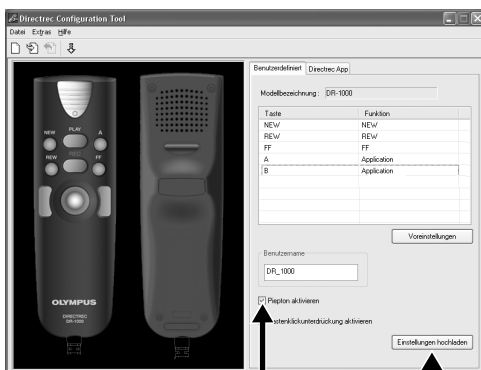 Directrec Configuration Tool
Datei Extras Hilfe
Benutzerdefiniert Directrec App
Modellbezeichnung : DR-1000
Taste Funktion
NEW NEW
REW REW
FF FF
A Application
B Application
Voreinstellungen
Benutzername
DR_1000
Piepton aktivieren
stenklickunterdrückung aktivieren
Einstellungen hochladen
NEW PLAY A
REC
REW FF
OLYMPUS
DIRECTREC
DR-1000